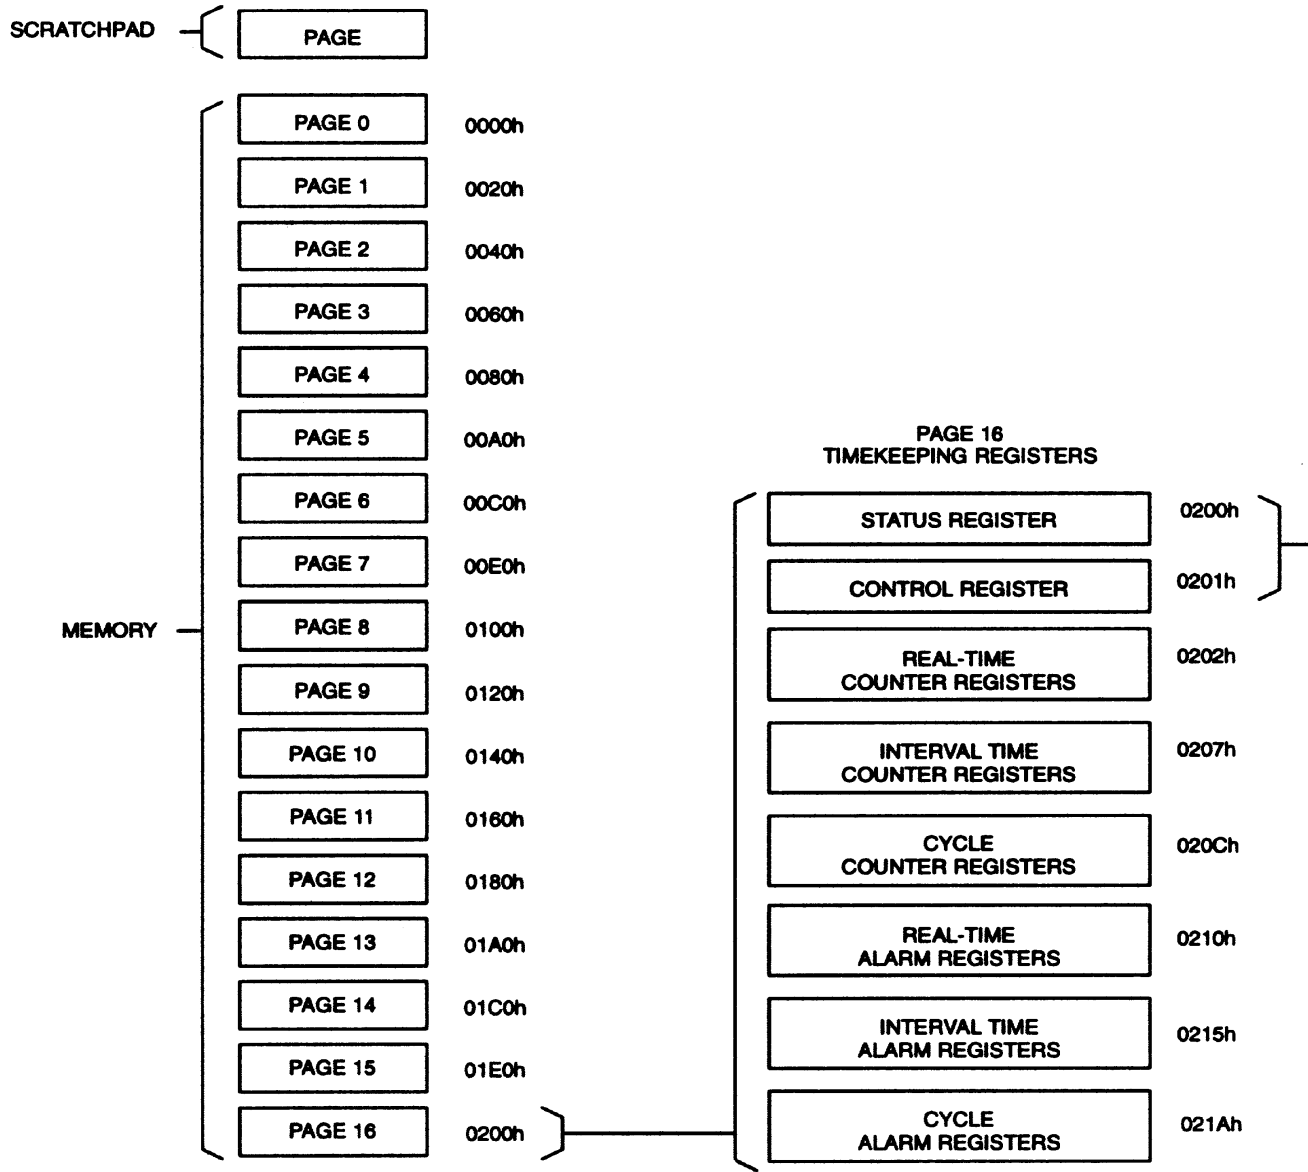 SCRATCHPAD
PAGE
MEMORY
PAGE 0 0000h
PAGE 1 0020h
PAGE 2 0040h
PAGE 3 0060h
PAGE 4 0080h
PAGE 5 00A0h
PAGE 6 00C0h
PAGE 7 00E0h
PAGE 8 0100h
PAGE 9 0120h
PAGE 10 0140h
PAGE 11 0160h
PAGE 12 0180h
PAGE 13 01A0h
PAGE 14 01C0h
PAGE 15 01E0h
PAGE 16 0200h
PAGE 16
TIMEKEEPING REGISTERS
STATUS REGISTER 0200h
CONTROL REGISTER 0201h
REAL-TIME
COUNTER REGISTERS
0202h
INTERVAL TIME
COUNTER REGISTERS
0207h
CYCLE
COUNTER REGISTERS
020Ch
REAL-TIME
ALARM REGISTERS
0210h
INTERVAL TIME
ALARM REGISTERS
0215h
CYCLE
ALARM REGISTERS
021Ah